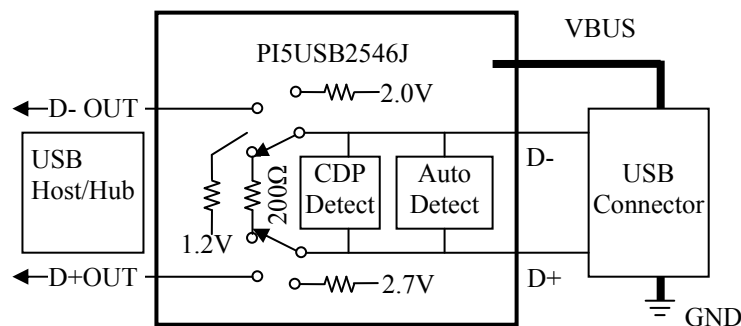 VBUS
PI5USB2546J
2.0V
D- OUT
USB
Host/Hub
200Ω
CDP
Detect
Auto
Detect
D-
USB
Connector
1.2V
D+OUT
2.7V
D+
GND